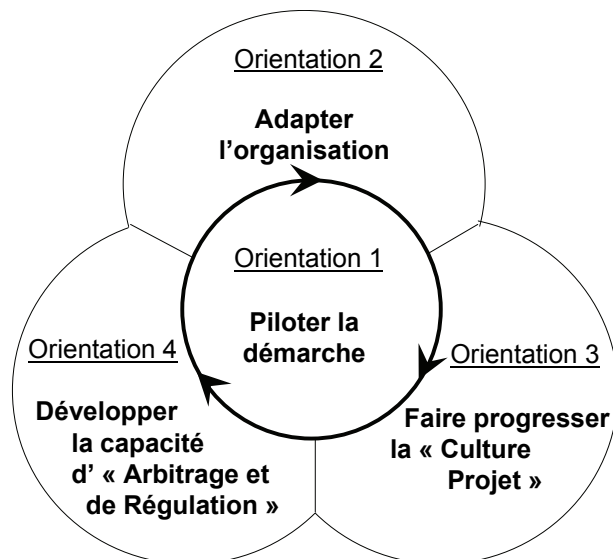 Orientation 2
Adapter
l'organisation
Orientation 1
Piloter la
démarche
Orientation 3
Faire progresser
la « Culture
Projet »
Orientation 4
Développer
la capacité
d' « Arbitrage et
de Régulation »